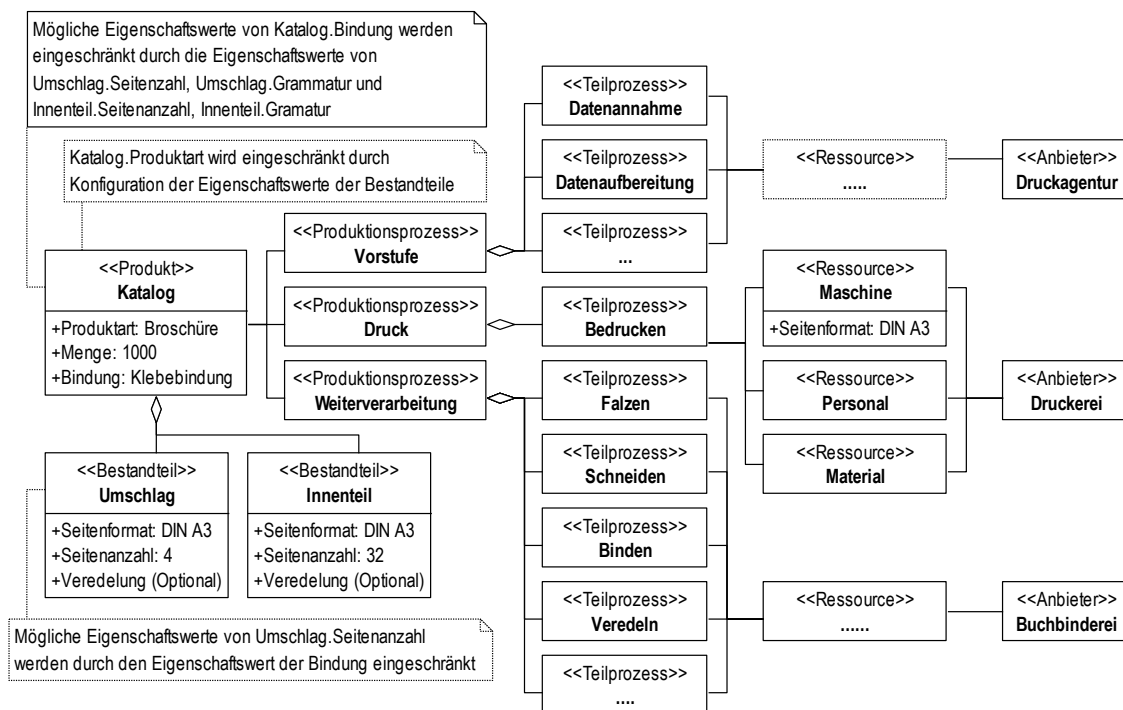 Mögliche Eigenschaftswerte von Katalog.Bindung werden
eingeschränkt durch die Eigenschaftswerte von
Umschlag.Seitenzahl, Umschlag.Grammatur und
Innenteil.Seitenanzahl, Innenteil.Gramatur
Katalog.Produktart wird eingeschränkt durch
Konfiguration der Eigenschaftswerte der Bestandteile
<<Produkt>>
Katalog
+Produktart: Broschüre
+Menge: 1000
+Bindung: Klebebindung
<<Bestandteil>>
Umschlag
+Seitenformat: DIN A3
+Seitenanzahl: 4
+Veredelung (Optional)
<<Bestandteil>>
Innenteil
+Seitenformat: DIN A3
+Seitenanzahl: 32
+Veredelung (Optional)
Mögliche Eigenschaftswerte von Umschlag.Seitenanzahl
werden durch den Eigenschaftswert der Bindung eingeschränkt
<<Produktionsprozess>>
Vorstufe
<<Produktionsprozess>>
Druck
<<Produktionsprozess>>
Weiterverarbeitung
<<Teilprozess>>
Datenannahme
<<Teilprozess>>
Datenaufbereitung
<<Teilprozess>>
...
<<Teilprozess>>
Bedrucken
<<Teilprozess>>
Falzen
<<Teilprozess>>
Schneiden
<<Teilprozess>>
Binden
<<Teilprozess>>
Veredeln
<<Teilprozess>>
....
<<Ressource>>
.....
<<Ressource>>
Maschine
+Seitenformat: DIN A3
<<Ressource>>
Personal
<<Ressource>>
Material
<<Ressource>>
......
<<Anbieter>>
Druckagentur
<<Anbieter>>
Druckerei
<<Anbieter>>
Buchbinderei